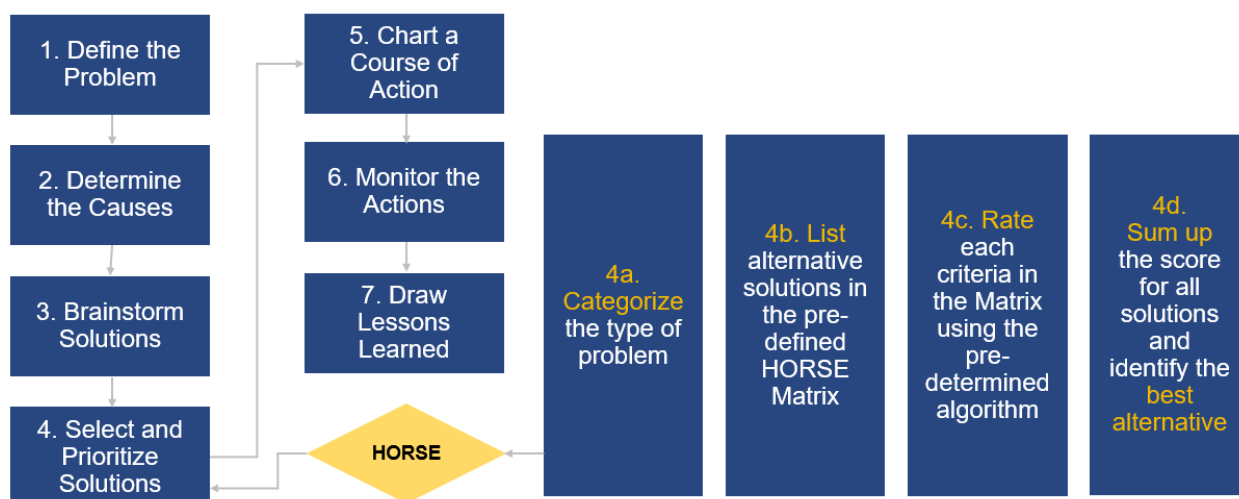 1. Define the
Problem
2. Determine
the Causes
3. Brainstorm
Solutions
4. Select and
Prioritize
Solutions
5. Chart a
Course of
Action
6. Monitor the
Actions
7. Draw
Lessons
Learned
HORSE
4a.
Categorize
the type of
problem
4b. List
alternative
solutions in
the pre-
defined
HORSE
Matrix
4c. Rate
each
criteria in
the Matrix
using the
pre-
determined
algorithm
4d.
Sum up
the score
for all
solutions
and
identify the
best
alternative